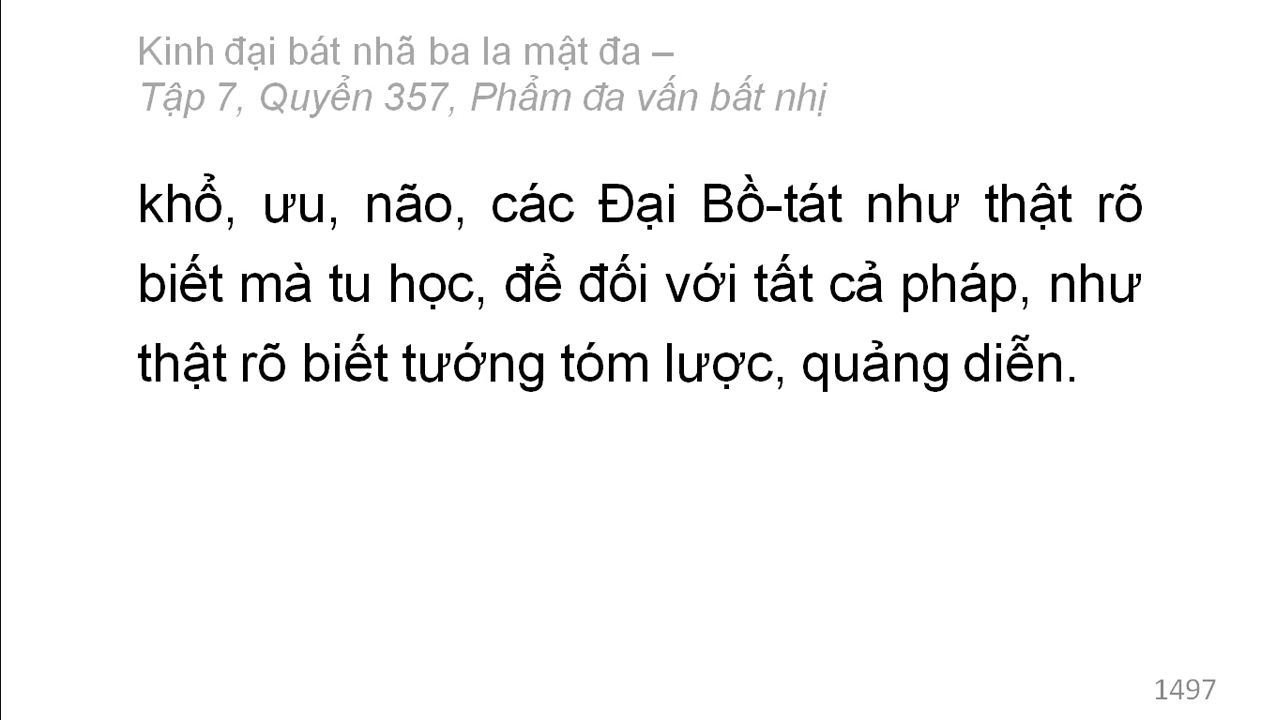 Kinh đại bát nhã ba la mật đa –
Tập 7, Quyển 357, Phẩm đa vấn bất nhị
khổ, ưu, não, các Đại Bồ-tát như thật rõ
biết mà tu học, để đối với tất cả pháp, như
thật rõ biết tướng tóm lược, quảng diễn.
1497